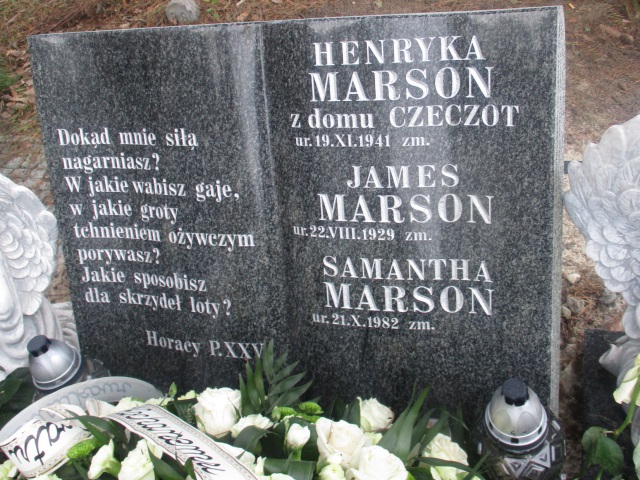 Dokąd mnie siłą
nagarniasz?
W jakie wabisz gaje,
w jakie groty
tchnieniem ożywczym
porywasz?
Jakie sposobisz
dla skrzydeł loty?
Horacy P.XXV
HENRYKA
MARSON
z domu CZECZOT
ur. 19.XI.1941 zm.
JAMES
MARSON
ur. 22.VIII.1929 zm.
SAMANTHA
MARSON
ur. 21.X.1982 zm.